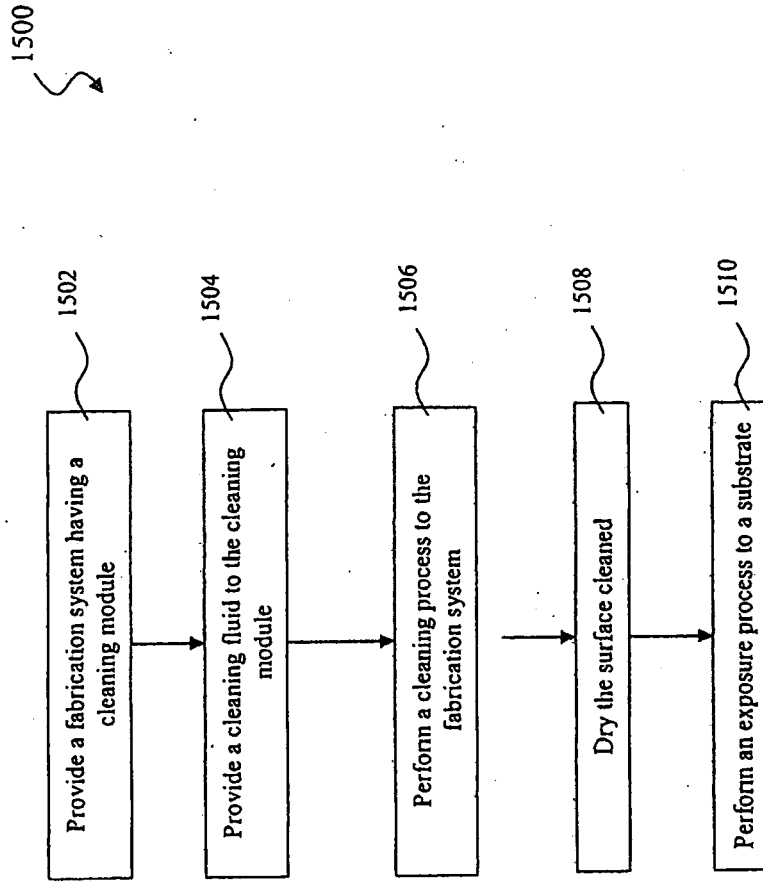 1500
Provide a fabrication system having a
cleaning module
1502
Provide a cleaning fluid to the cleaning
module
1504
Perform a cleaning process to the
fabrication system
1506
Dry the surface cleaned
1508
Perform an exposure process to a substrate
1510